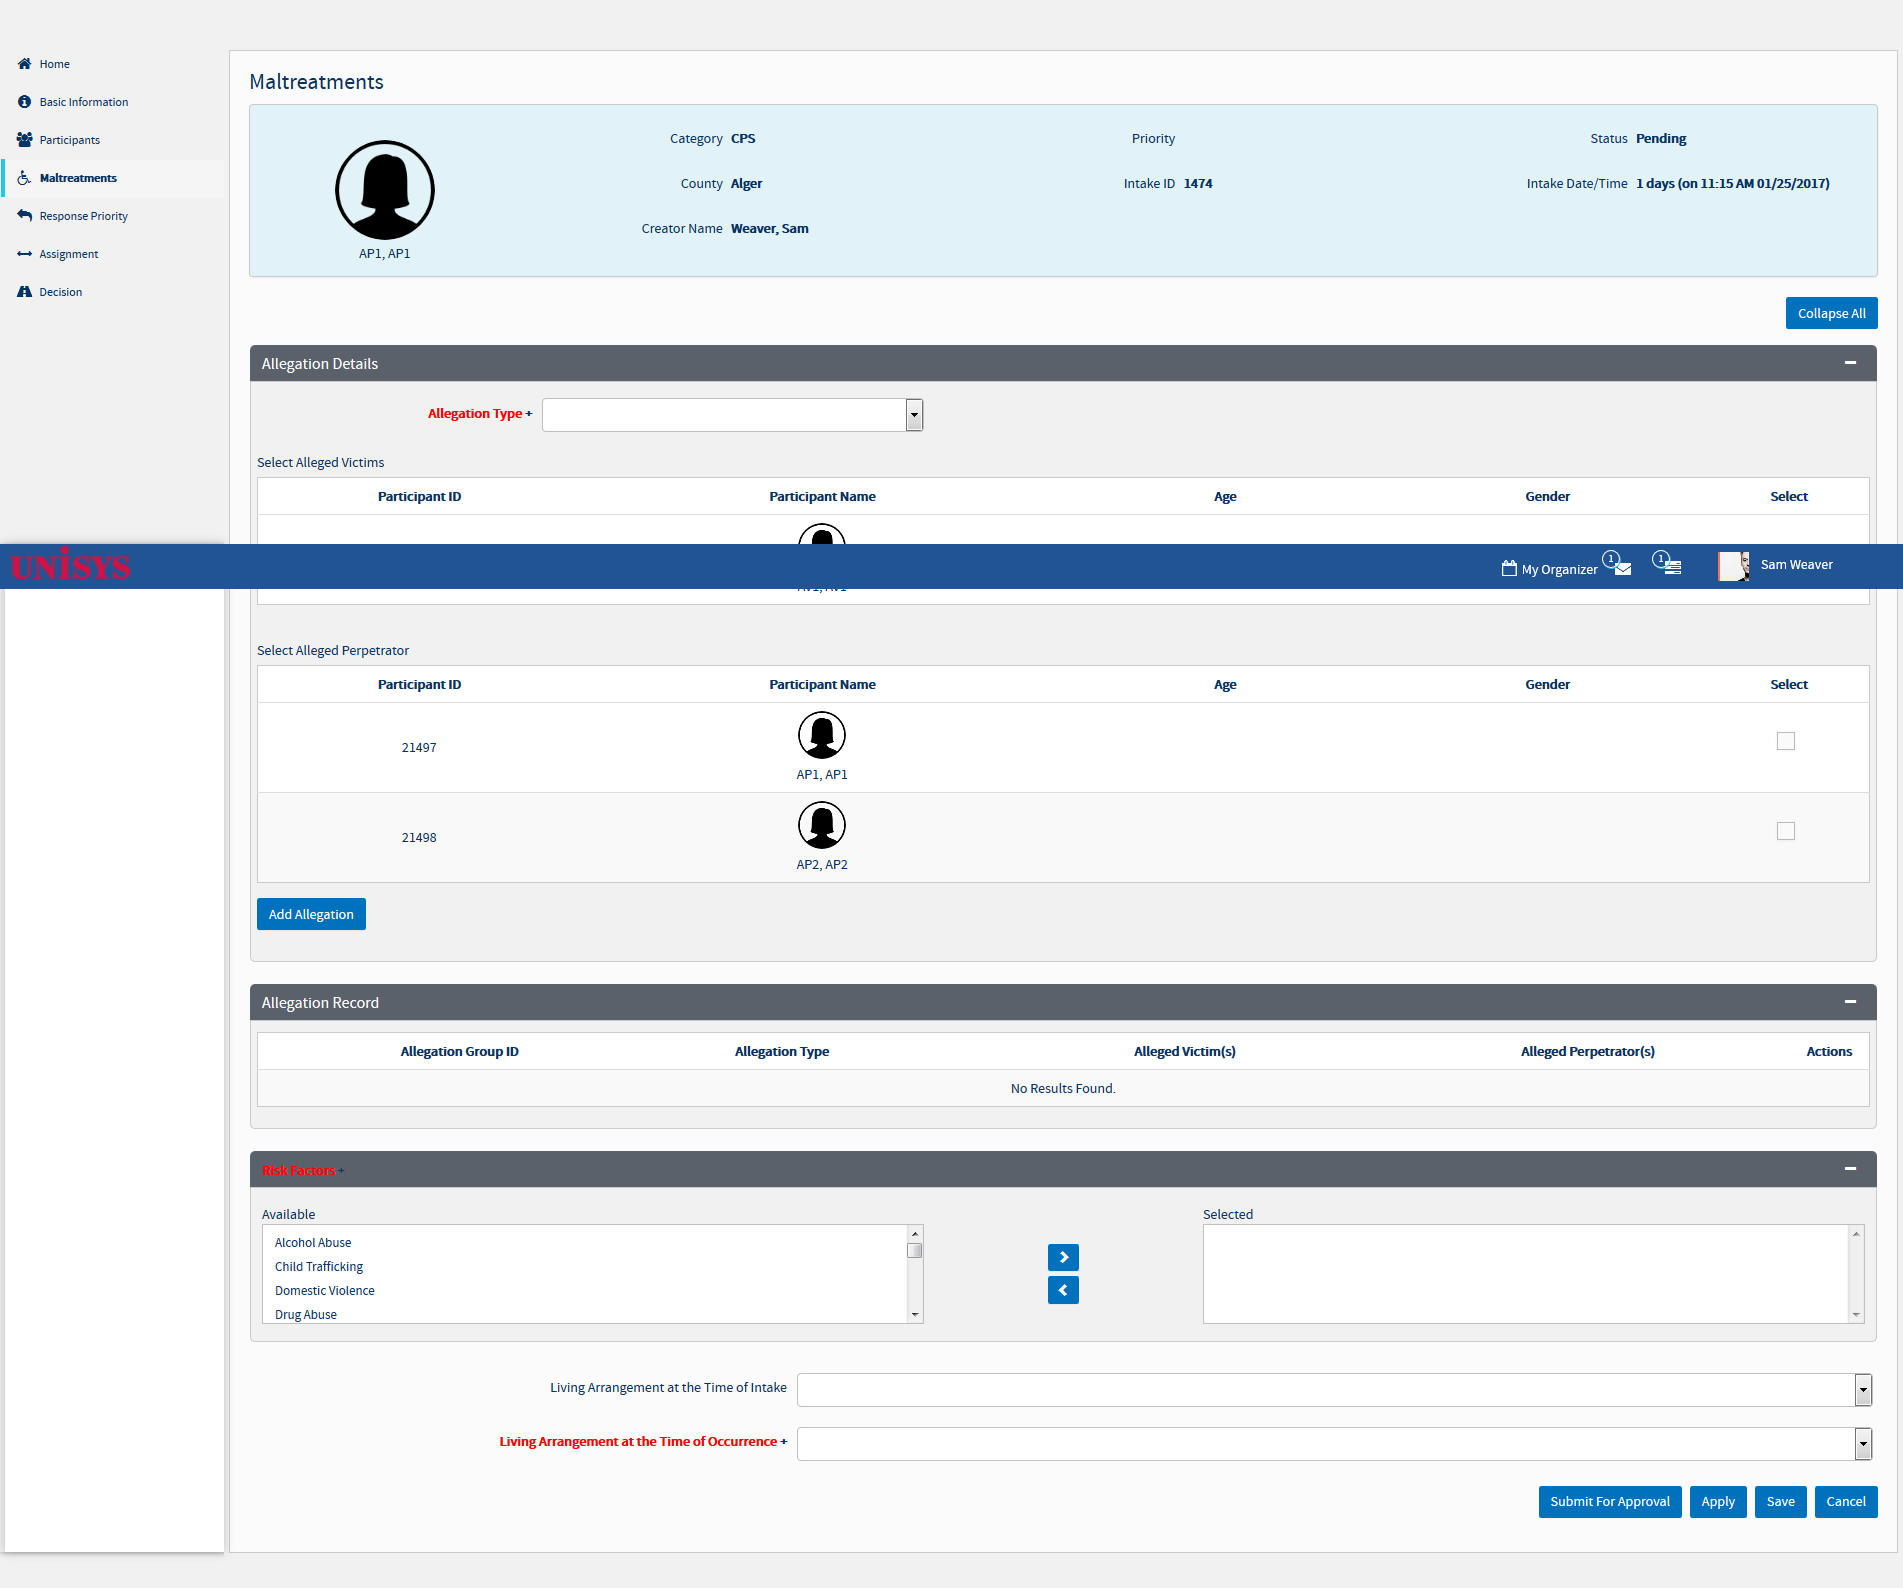 Home
Basic Information
Participants
Maltreatments
Response Priority
Assignment
Decision
Maltreatments
AP1, AP1
Category CPS
Priority
Status Pending
County Alger
Intake ID 1474
Intake Date/Time 1 days (on 11:15 AM 01/25/2017)
Creator Name Weaver, Sam
Collapse All
Allegation Details
Allegation Type +
Select Alleged Victims
Participant ID Participant Name Age Gender Select
UNISYS
My Organizer 1 1 Sam Weaver
Select Alleged Perpetrator
Participant ID Participant Name Age Gender Select
21497
AP1, AP1
21498
AP2, AP2
Add Allegation
Allegation Record
Allegation Group ID Allegation Type Alleged Victim(s) Alleged Perpetrator(s) Actions
No Results Found.
Risk Factors +
Available
Alcohol Abuse
Child Trafficking
Domestic Violence
Drug Abuse
Selected
Living Arrangement at the Time of Intake
Living Arrangement at the Time of Occurrence +
Submit For Approval Apply Save Cancel